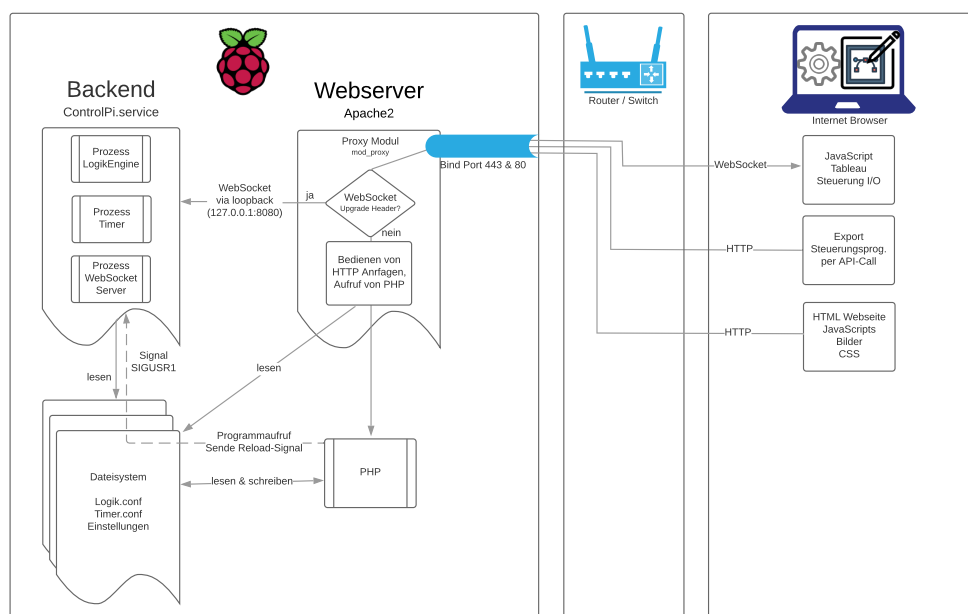 Backend
ControlPi.service
Prozess
LogikEngine
Prozess
Timer
Prozess
WebSocket
Server
Webserver
Apache2
Proxy Modul
mod_proxy
Bind Port 443 & 80
WebSocket
Upgrade Header?
ja
nein
WebSocket
via loopback
(127.0.0.1:8080)
Bedienen von
HTTP Anrfagen,
Aufruf von PHP
lesen
Signal
SIGUSR1
lesen
Programmaufruf
Sende Reload-Signal
lesen & schreiben
PHP
Dateisystem
Logik.conf
Timer.conf
Einstellungen
Router / Switch
Internet Browser
WebSocket
JavaScript
Tableau
Steuerung I/O
HTTP
Export
Steuerungsprog.
per API-Call
HTTP
HTML Webseite
JavaScripts
Bilder
CSS